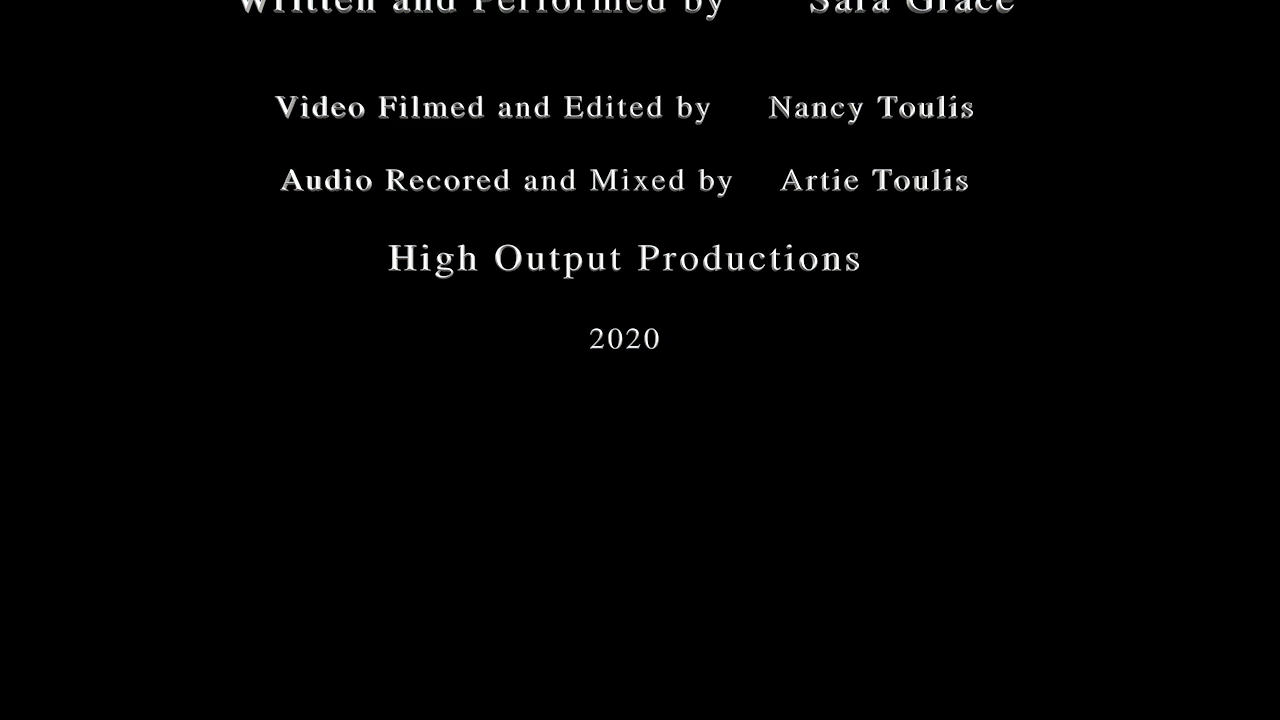 Written and Performed by Sara Grace
Video Filmed and Edited by Nancy Toulis
Audio Recored and Mixed by Artie Toulis
High Output Productions
2020